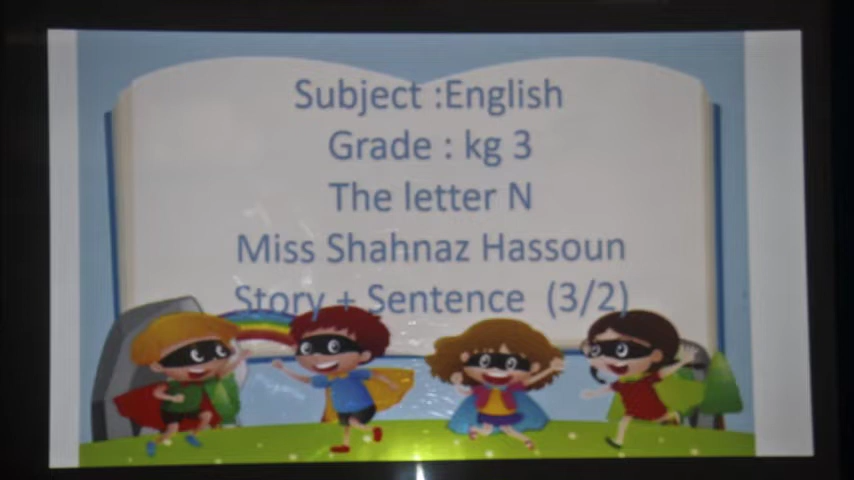 Subject :English
Grade : kg 3
The letter N
Miss Shahnaz Hassoun
Story + Sentence (3/2)